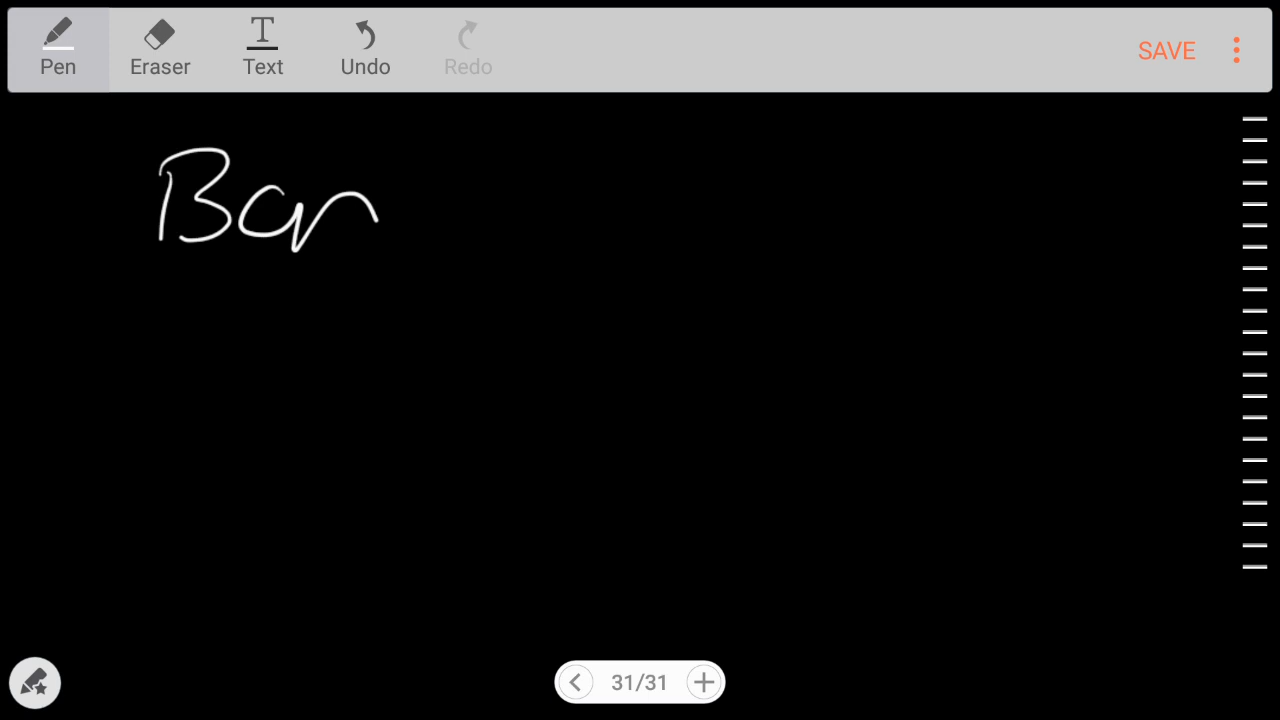 Pen
Eraser
Text
Undo
Redo
SAVE
Bar
31/31